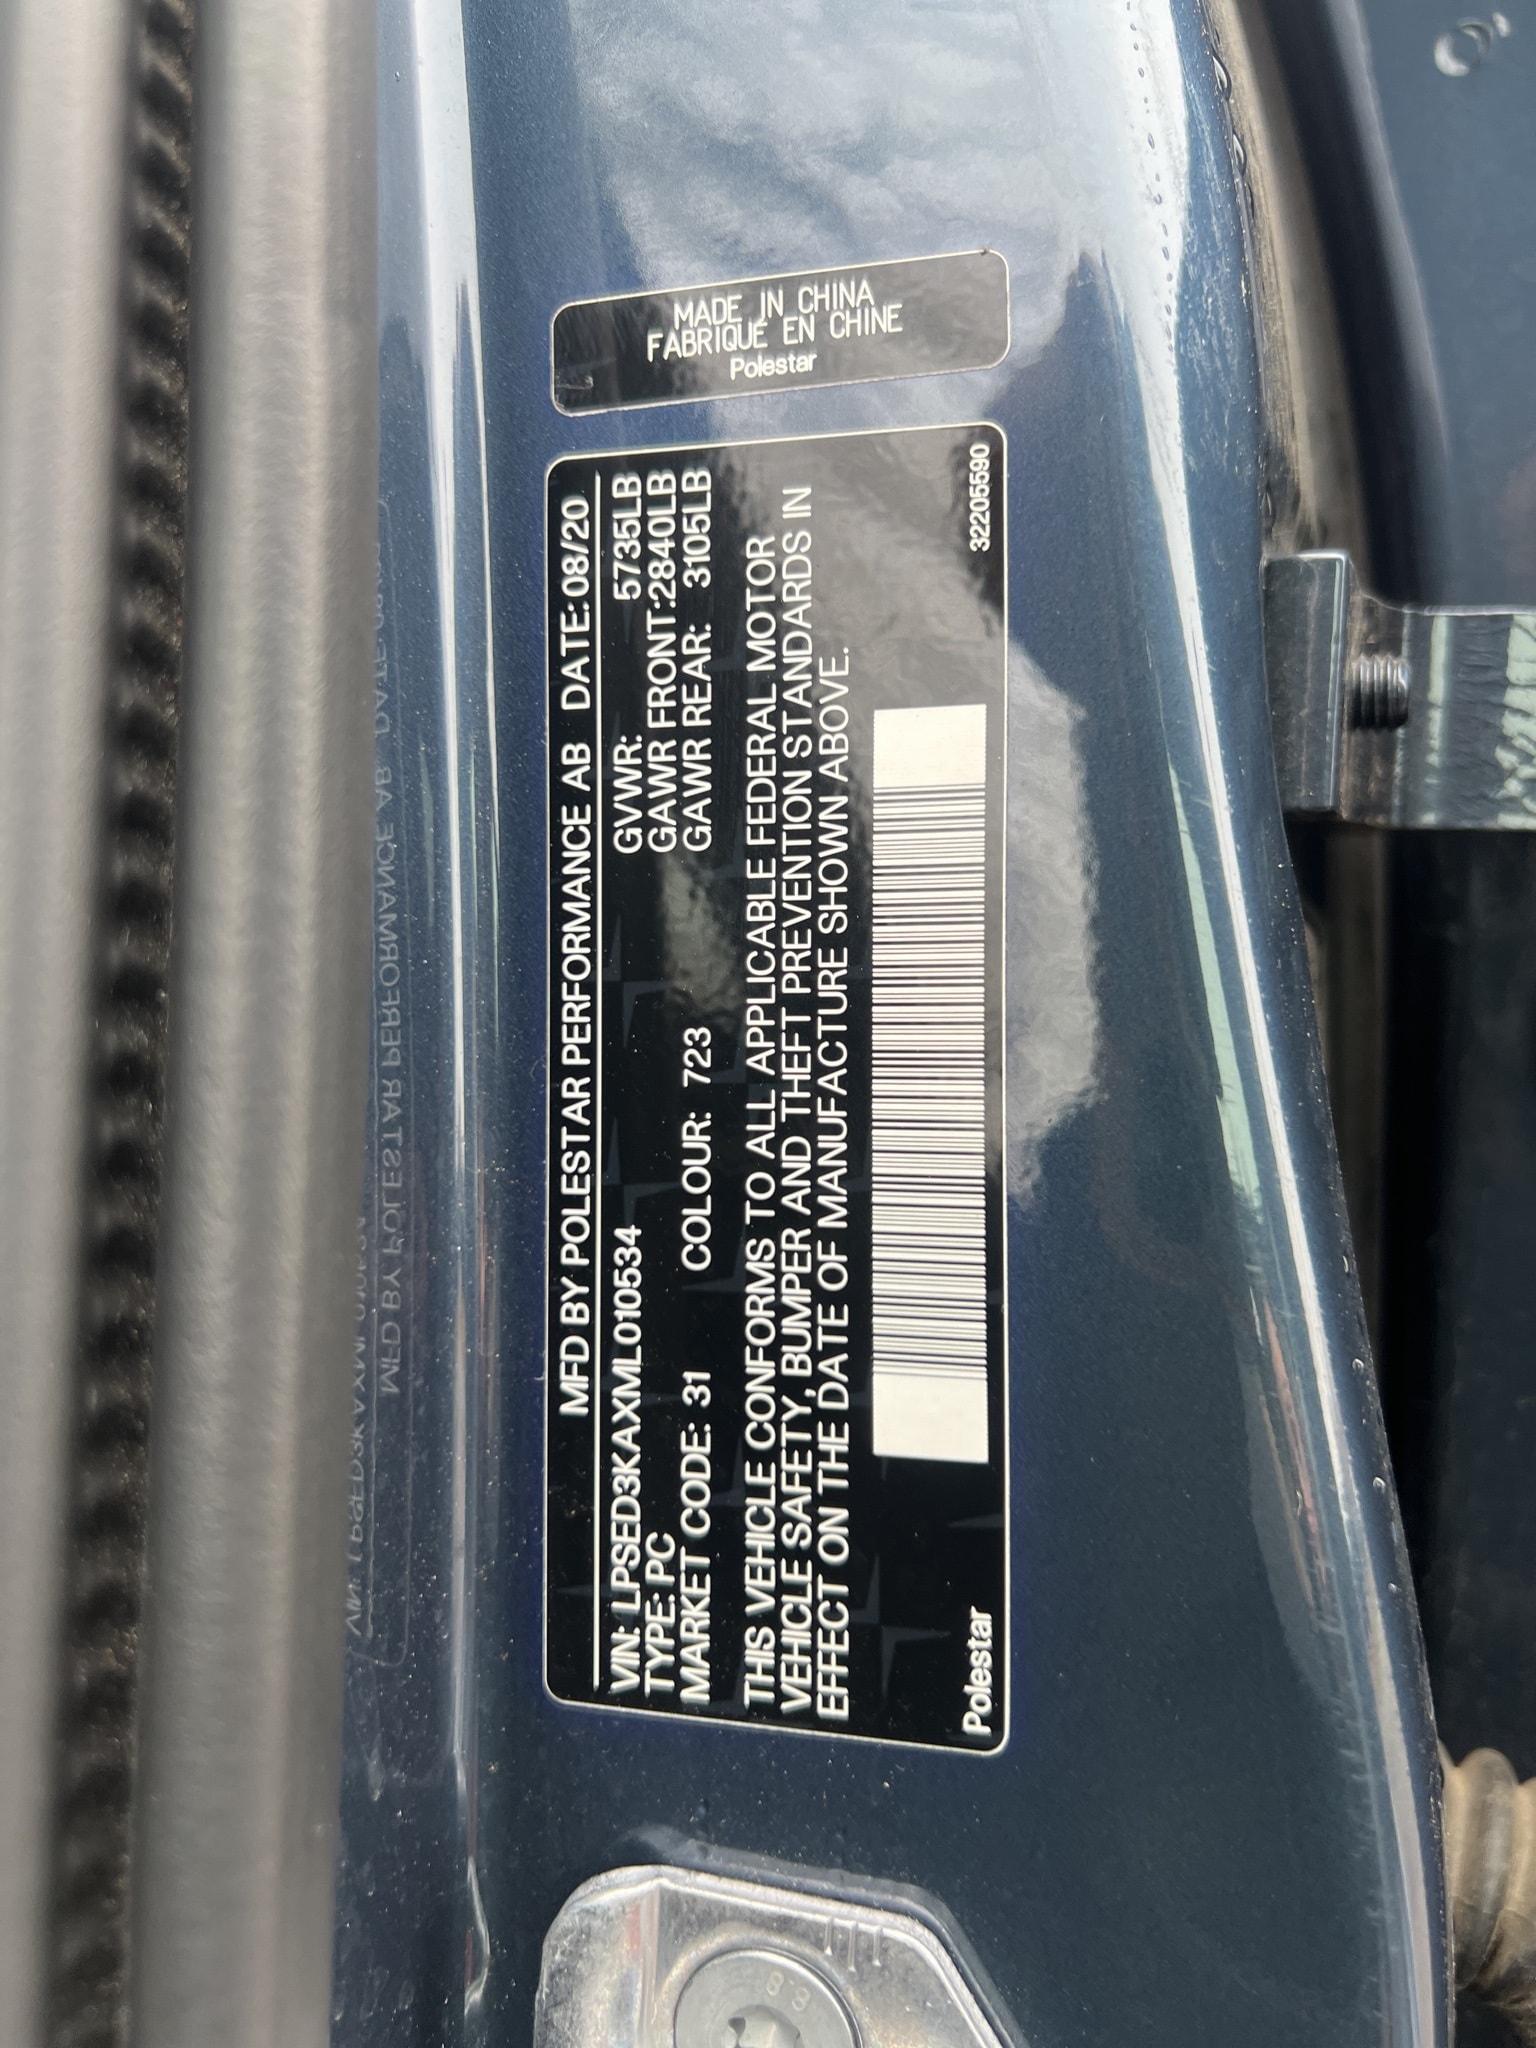 MADE IN CHINA
FABRIQUE EN CHINE
Polestar
MFD BY POLESTAR PERFORMANCE AB DATE: 08/20
VIN: LPSED3KAXML010534 GVWR: 5735LB
TYPE: PC GAWR FRONT:2840LB
MARKET CODE: 31 COLOUR: 723 GAWR REAR: 3105LB
THIS VEHICLE CONFORMS TO ALL APPLICABLE FEDERAL MOTOR
VEHICLE SAFETY, BUMPER AND THEFT PREVENTION STANDARDS IN
EFFECT ON THE DATE OF MANUFACTURE SHOWN ABOVE.
Polestar 32205590
8.8